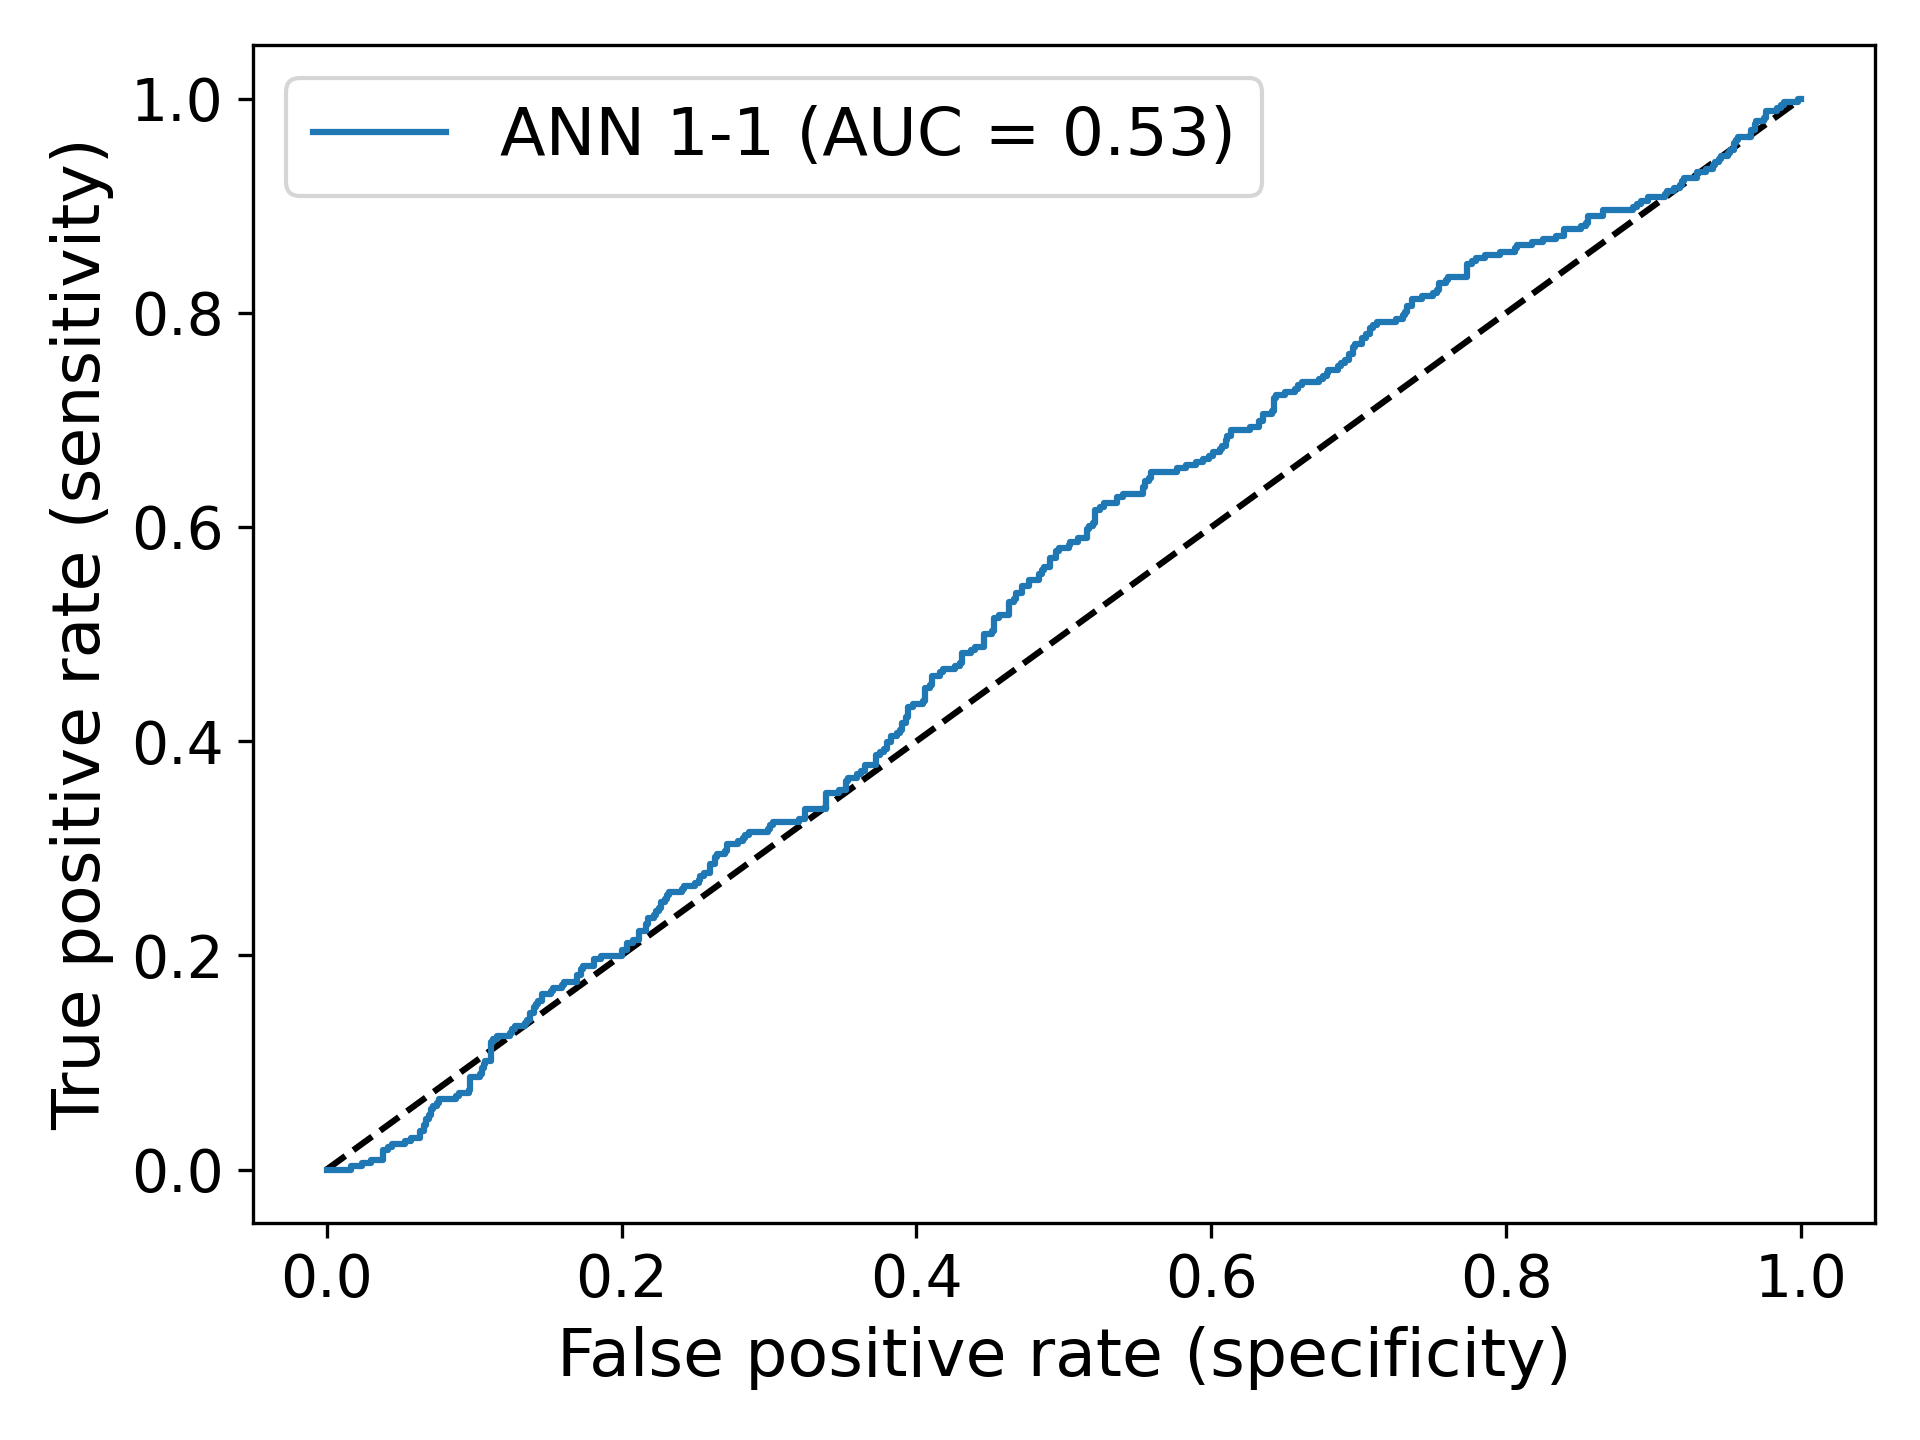 ANN 1-1 (AUC = 0.53)
True positive rate (sensitivity)
1.0
0.8
0.6
0.4
0.2
0.0
0.0 0.2 0.4 0.6 0.8 1.0
False positive rate (specificity)